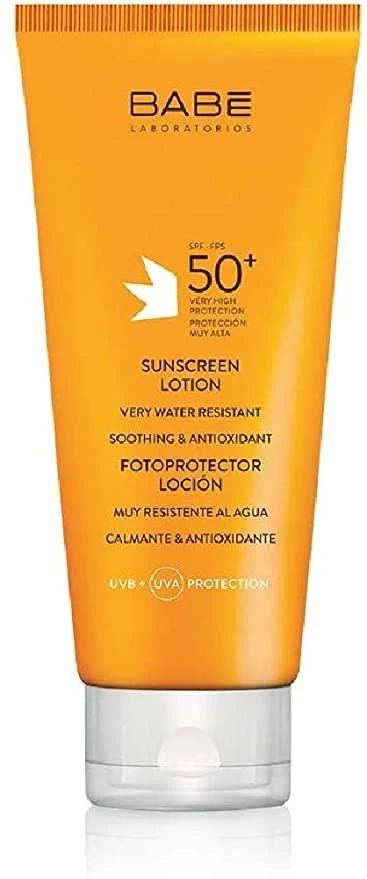 BABÉ
LABORATORIOS
SPF · FPS
50+
VERY HIGH
PROTECTION
PROTECCIÓN
MUY ALTA
SUNSCREEN
LOTION
VERY WATER RESISTANT
SOOTHING & ANTIOXIDANT
FOTOPROTECTOR
LOCIÓN
MUY RESISTENTE AL AGUA
CALMANTE & ANTIOXIDANTE
UVB + UVA PROTECTION